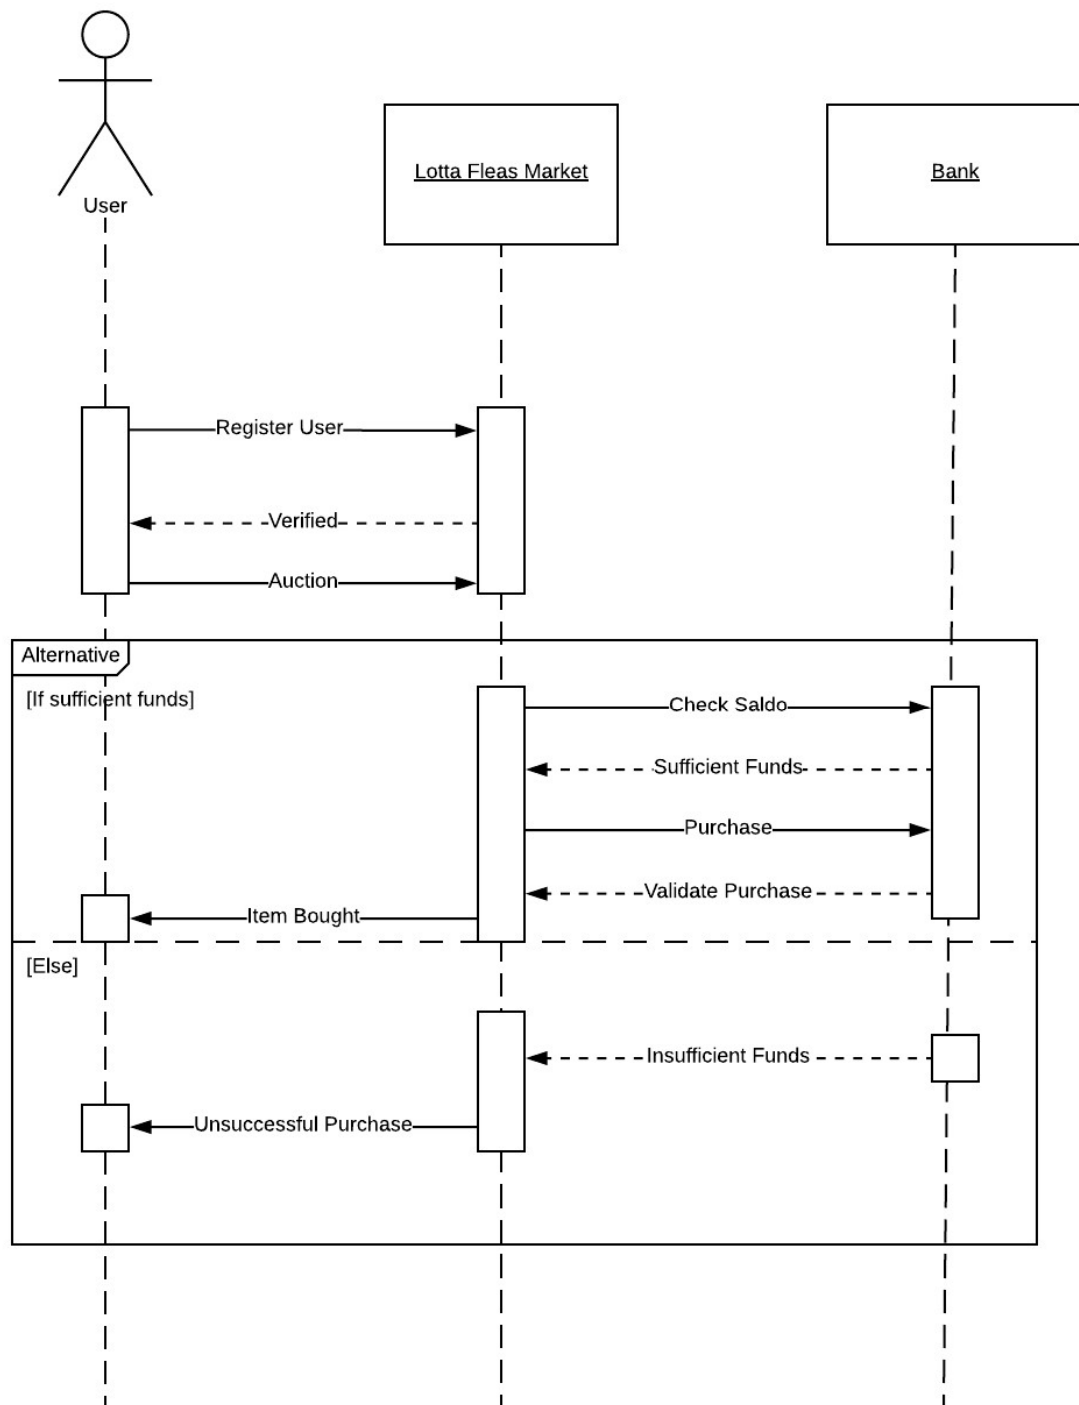 User
Lotta Fleas Market
Bank
Register User
Verified
Auction
Alternative
[If sufficient funds]
Check Saldo
Sufficient Funds
Purchase
Validate Purchase
Item Bought
[Else]
Insufficient Funds
Unsuccessful Purchase